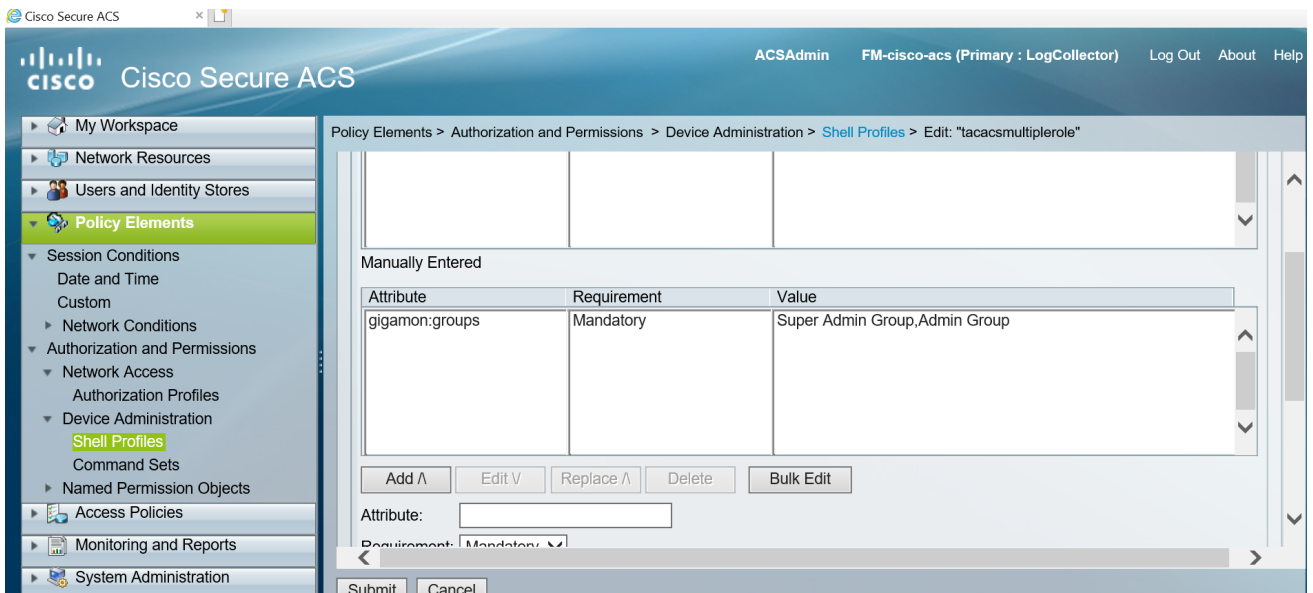 Cisco Secure ACS
CISCO Cisco Secure ACS
ACSAdmin FM-cisco-acs (Primary : LogCollector) Log Out About Help
My Workspace
Network Resources
Users and Identity Stores
Policy Elements
Session Conditions
Date and Time
Custom
Network Conditions
Authorization and Permissions
Network Access
Authorization Profiles
Device Administration
Shell Profiles
Command Sets
Named Permission Objects
Access Policies
Monitoring and Reports
System Administration
Policy Elements > Authorization and Permissions > Device Administration > Shell Profiles > Edit: "tacacsmultiplerole"
Manually Entered
Attribute Requirement Value
gigamon:groups Mandatory Super Admin Group,Admin Group
Add /\ Edit \/ Replace /\ Delete Bulk Edit
Attribute:
Requirement: Mandatory
Submit Cancel